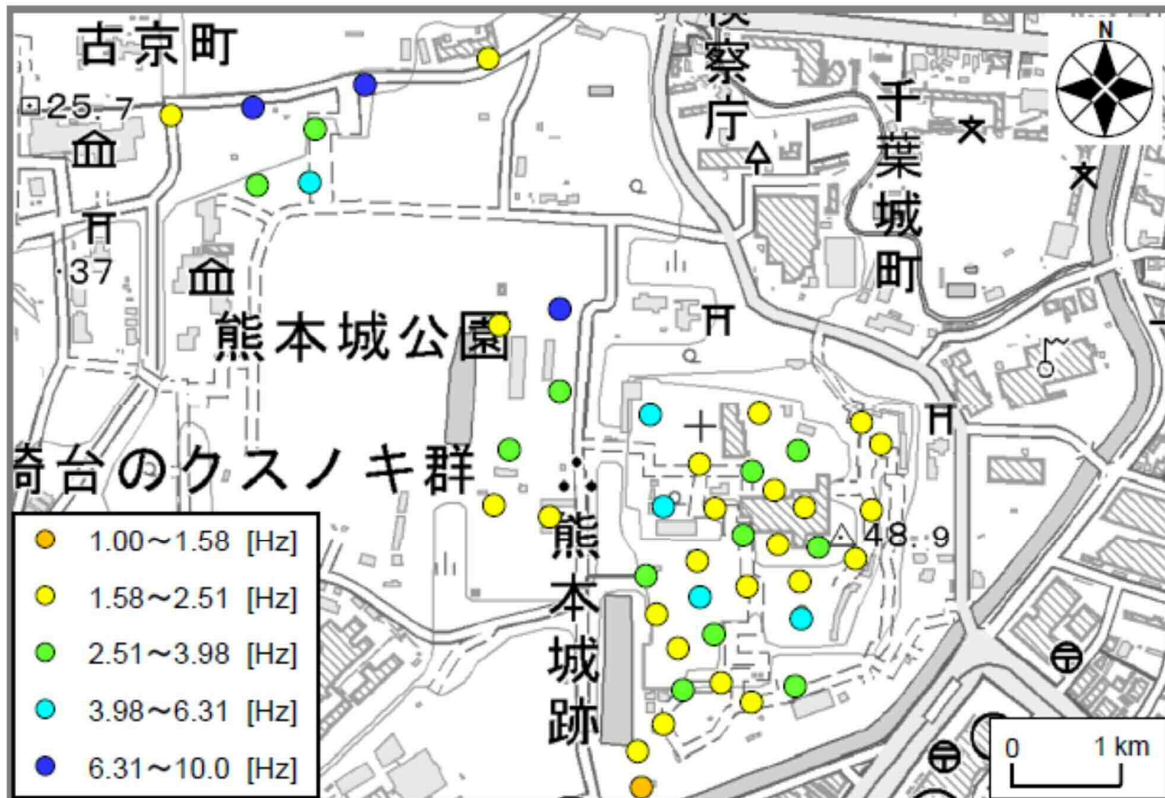 古京町
25.7
検察庁
千葉城町
N
37
熊本城公園
崎台のクスノキ群
熊本城跡
48.9
1.00～1.58 [Hz]
1.58～2.51 [Hz]
2.51～3.98 [Hz]
3.98～6.31 [Hz]
6.31～10.0 [Hz]
0 1 km